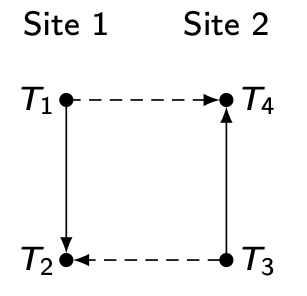 Site 1 Site 2
T₁ T₄
T₂ T₃